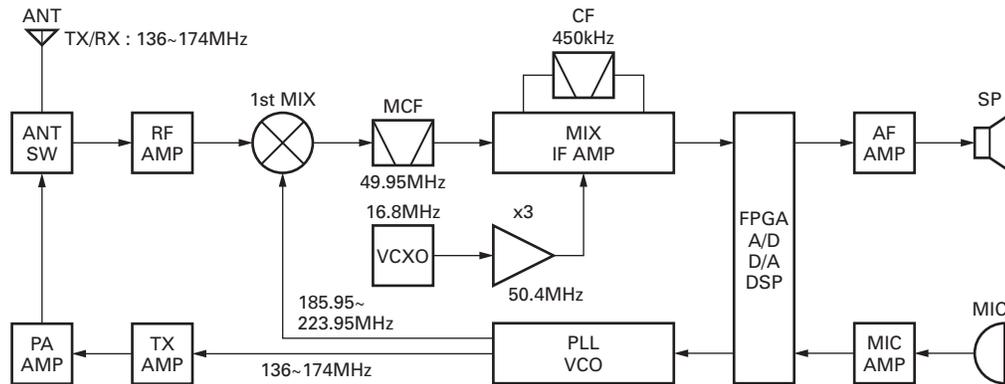 ANT
TX/RX : 136~174MHz
CF
450kHz
1st MIX
MCF
SP
ANT
SW
RF
AMP
MIX
IF AMP
AF
AMP
49.95MHz
16.8MHz
x3
VCXO
50.4MHz
FPGA
A/D
D/A
DSP
185.95~
223.95MHz
MIC
PA
AMP
TX
AMP
PLL
VCO
MIC
AMP
136~174MHz